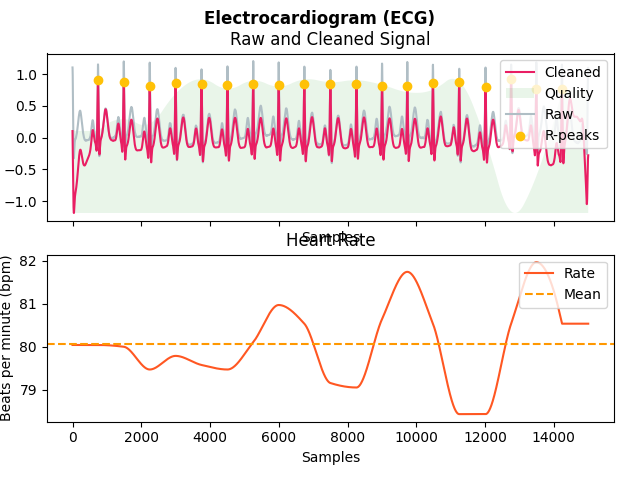 Electrocardiogram (ECG)
Raw and Cleaned Signal
1.0
0.5
0.0
−0.5
−1.0
Cleaned
Quality
Raw
R-peaks
Samples
Heart Rate
Beats per minute (bpm)
82
81
80
79
Rate
Mean
0
2000
4000
6000
8000
10000
12000
14000
Samples